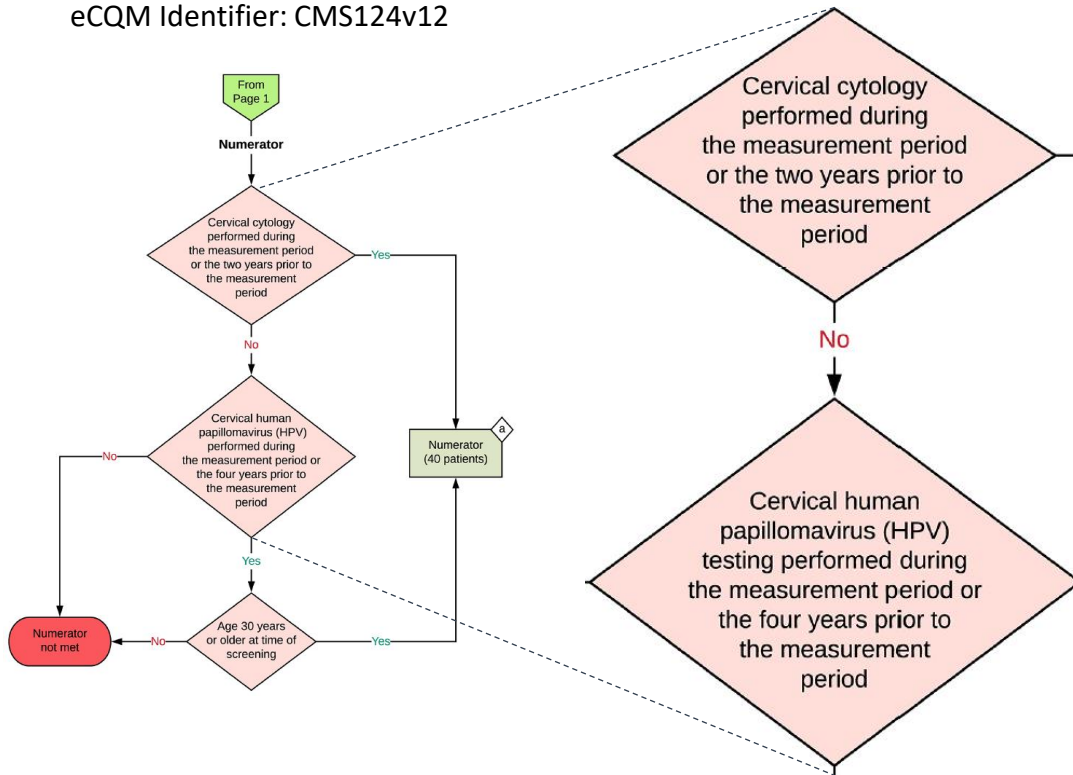 eCQM Identifier: CMS124v12
From
Page 1
Numerator
Cervical cytology
performed during
the measurement period
or the two years prior to
the measurement
period
Yes
No
Cervical human
papillomavirus (HPV)
performed during
the measurement period or
the four years prior to
the measurement
period
No
Yes
a
Numerator
(40 patients)
Age 30 years
or older at time of
screening
No
Yes
Numerator
not met
Cervical cytology
performed during
the measurement period
or the two years prior to
the measurement
period
No
Cervical human
papillomavirus (HPV)
testing performed during
the measurement period or
the four years prior to
the measurement
period